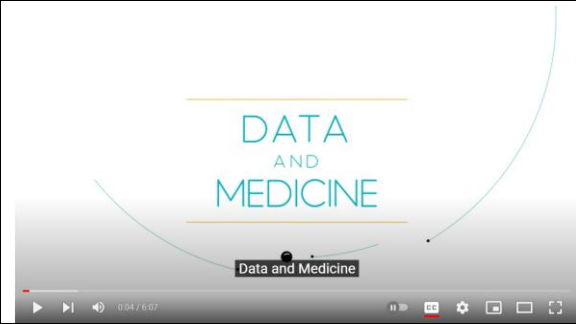 DATA
AND
MEDICINE
Data and Medicine
0:04 / 6:07
CC